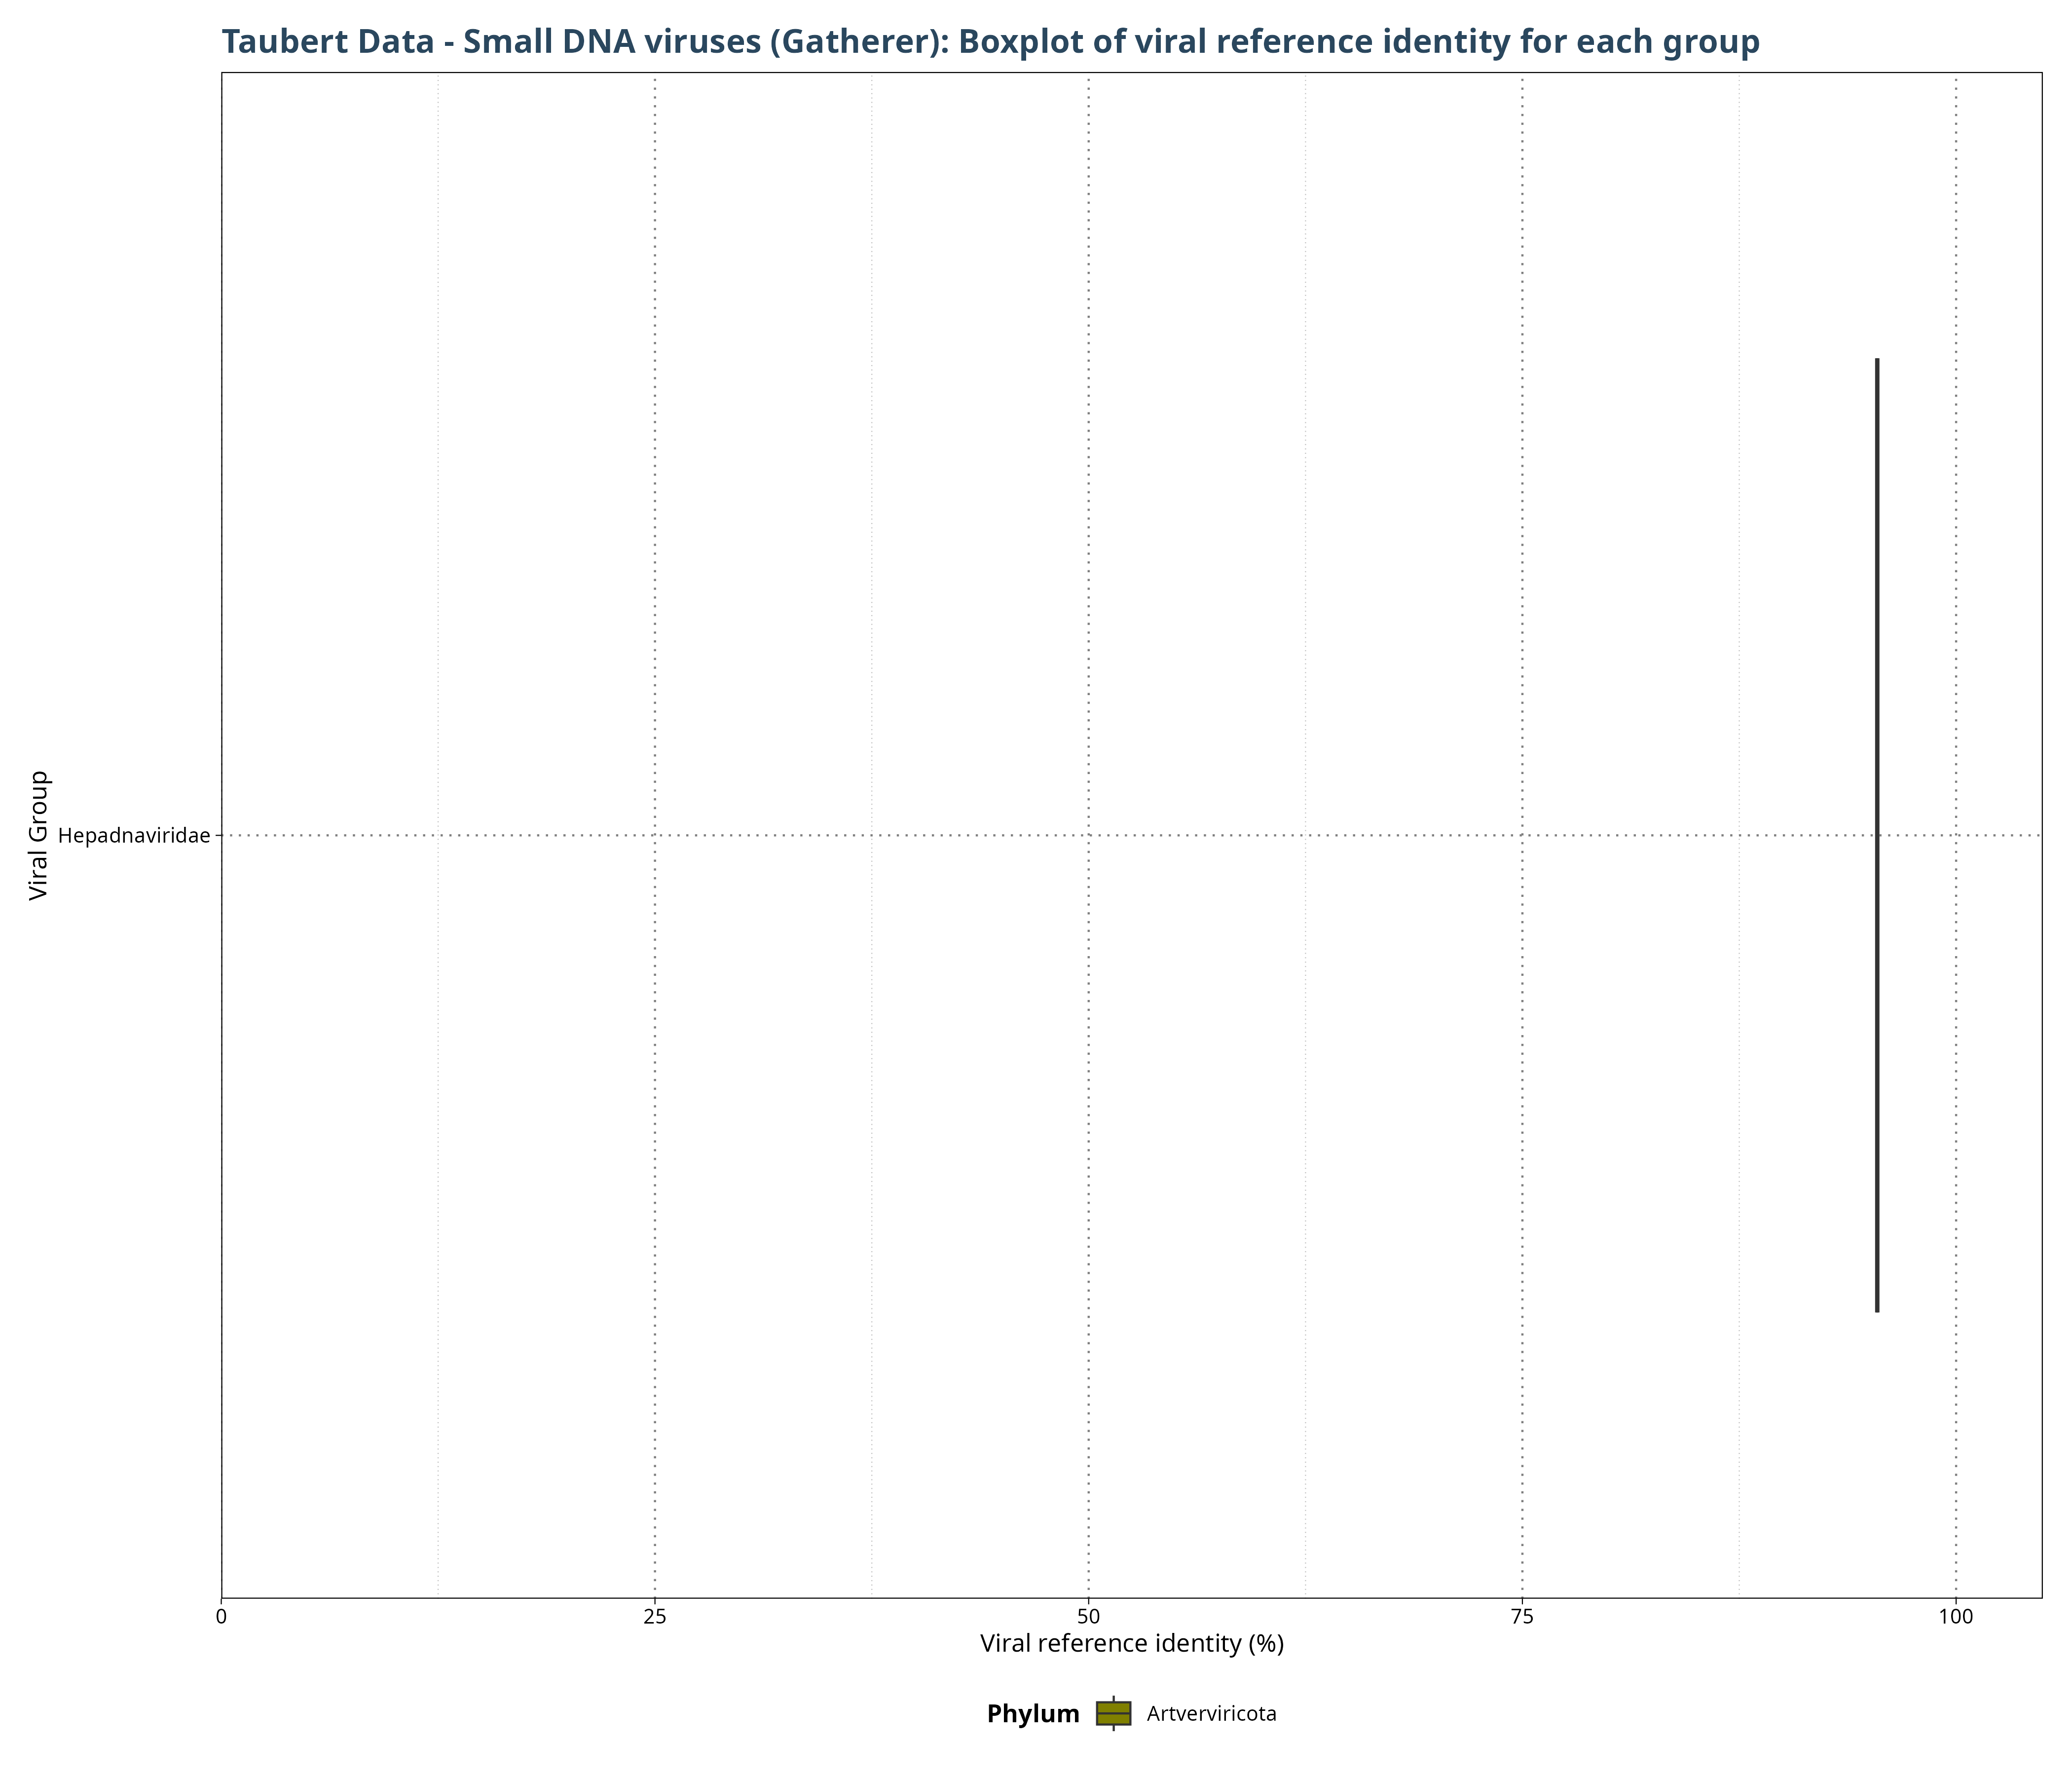 Taubert Data - Small DNA viruses (Gatherer): Boxplot of viral reference identity for each group
Viral Group
Hepadnaviridae
0 25 50 75 100
Viral reference identity (%)
Phylum Artverviricota